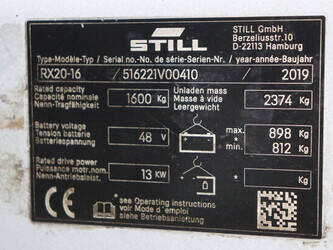 STILL
STILL GmbH
Berzeliusstr.10
D-22113 Hamburg
Type-Modèle-Typ / Serial no.-No. de série-Serien-Nr. / year-année-Baujahr
RX20-16 / 516221V00410 / 2019
Rated capacity
Capacité nominale
Nenn-Tragfähigkeit
1600 kg
Unladen mass
Masse à vide
Leergewicht
2374 kg
Battery voltage
Tension batterie
Batteriespannung
48 V
max. 898 kg
min. 812 kg
Rated drive power
Puissance motr.nom.
Nenn-Antriebsleist.
13 KW
* Kg
CE
* see Operating instructions
voir Mode d'emploi
siehe Betriebsanleitung